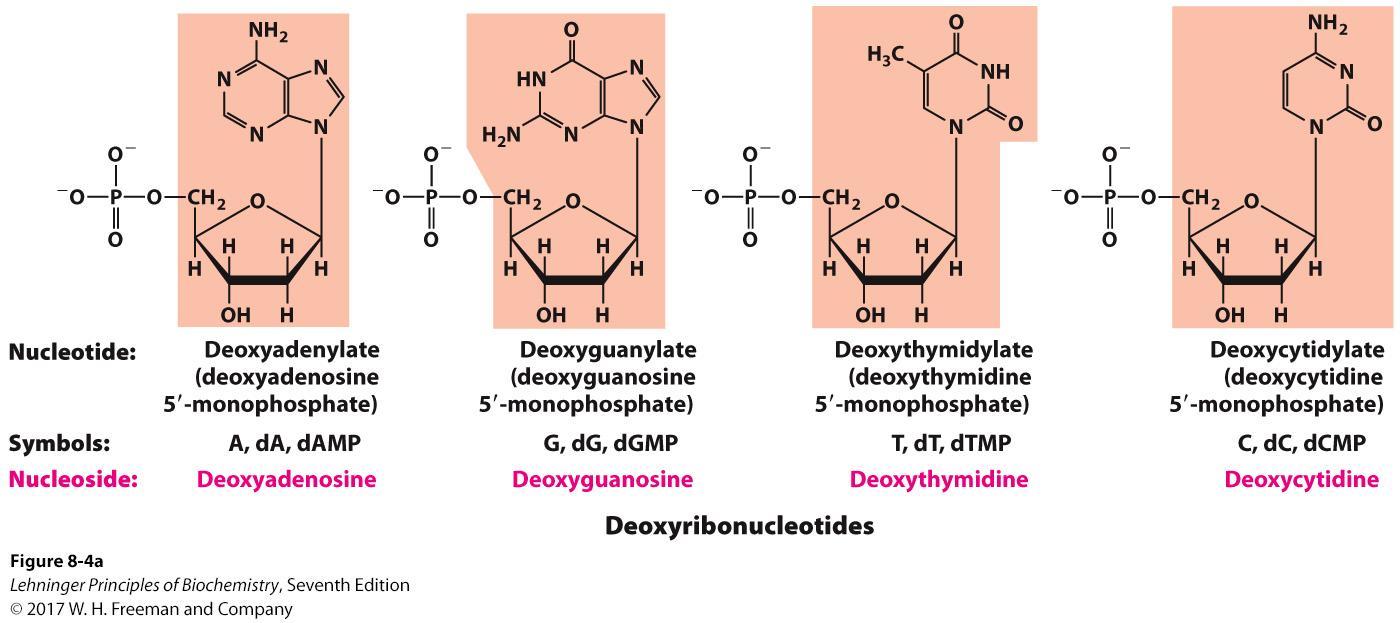 NH₂ O O NH₂
N N HN N H₃C NH N
N N H₂N N N N O N O
O⁻ O⁻ O⁻ O⁻
⁻O P O CH₂ O ⁻O P O CH₂ O ⁻O P O CH₂ O ⁻O P O CH₂ O
O O O O
H H H H H H H H
H H H H H H H H
OH H OH H OH H OH H
Nucleotide: Deoxyadenylate Deoxyguanylate Deoxythymidylate Deoxycytidylate
(deoxyadenosine (deoxyguanosine (deoxythymidine (deoxycytidine
5′-monophosphate) 5′-monophosphate) 5′-monophosphate) 5′-monophosphate)
Symbols: A, dA, dAMP G, dG, dGMP T, dT, dTMP C, dC, dCMP
Nucleoside: Deoxyadenosine Deoxyguanosine Deoxythymidine Deoxycytidine
Deoxyribonucleotides
Figure 8-4a
Lehninger Principles of Biochemistry, Seventh Edition
© 2017 W. H. Freeman and Company